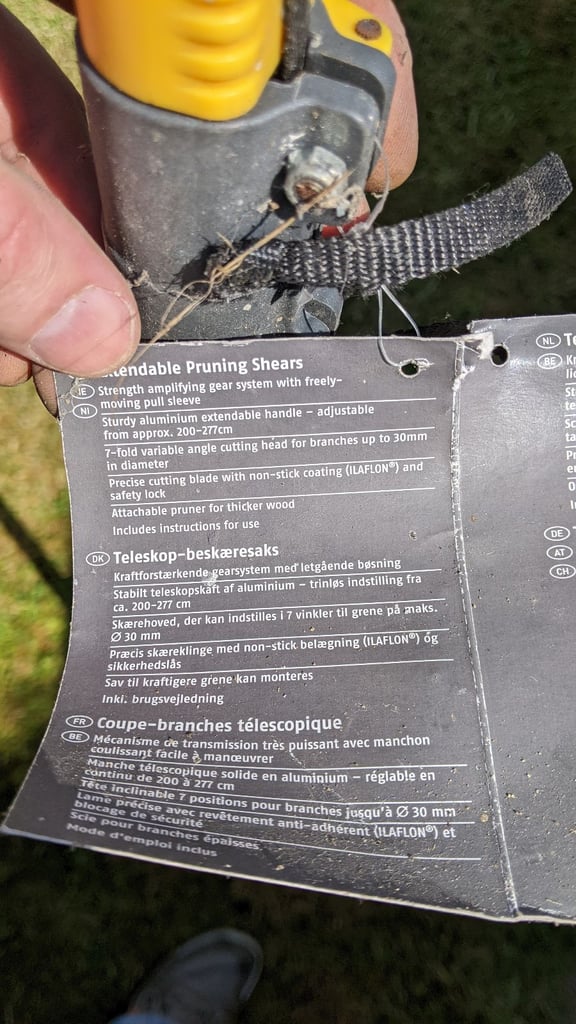 Pruning Shears
IE Strength amplifying gear system with freely-
NI moving pull sleeve
Sturdy aluminium extendable handle – adjustable
from approx. 200-277cm
7-fold variable angle cutting head for branches up to 30mm
in diameter
Precise cutting blade with non-stick coating (ILAFLON®) and
safety lock
Attachable pruner for thicker wood
Includes instructions for use
DK Teleskop-beskæresaks
Kraftforstærkende gearsystem med letgående bøsning
Stabilt teleskopskaft af aluminium – trinløs indstilling fra
ca. 200-277 cm
Skærehoved, der kan indstilles i 7 vinkler til grene på maks.
Ø 30 mm
Præcis skæreklinge med non-stick belægning (ILAFLON®) og
sikkerhedslås
Sav til kraftigere grene kan monteres
Inkl. brugsvejledning
FR Coupe-branches télescopique
BE Mécanisme de transmission très puissant avec manchon
coulissant facile à manœuvrer
Manche télescopique solide en aluminium – réglable en
continu de 200 à 277 cm
Tête inclinable 7 positions pour branches jusqu'à Ø 30 mm
Lame précise avec revêtement anti-adhérent (ILAFLON®) et
blocage de sécurité
Scie pour branches épaisses
Mode d'emploi inclus
NL
BE
DE
AT
CH